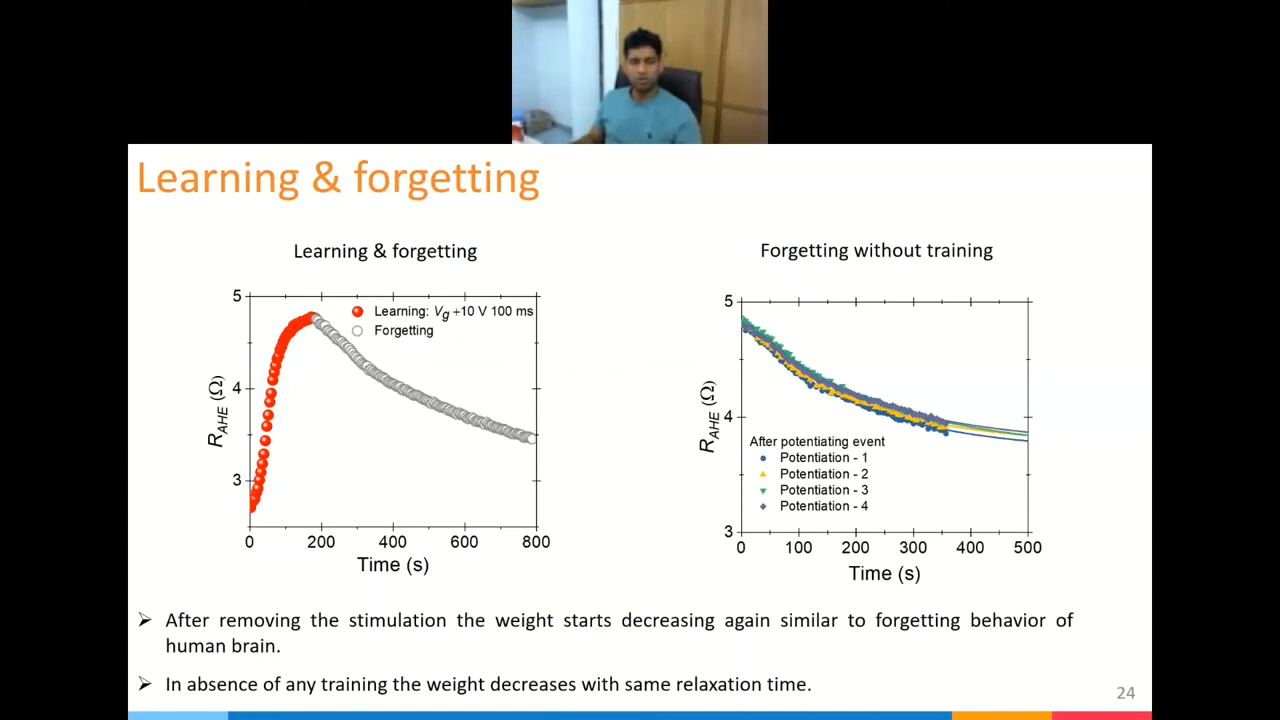 Learning & forgetting
Learning & forgetting
5
4
3
0 200 400 600 800
R_AHE (Ω)
Time (s)
Learning: V_g +10 V 100 ms
Forgetting
Forgetting without training
5
4
3
0 100 200 300 400 500
R_AHE (Ω)
Time (s)
After potentiating event
Potentiation - 1
Potentiation - 2
Potentiation - 3
Potentiation - 4
➢ After removing the stimulation the weight starts decreasing again similar to forgetting behavior of
human brain.
➢ In absence of any training the weight decreases with same relaxation time.
24